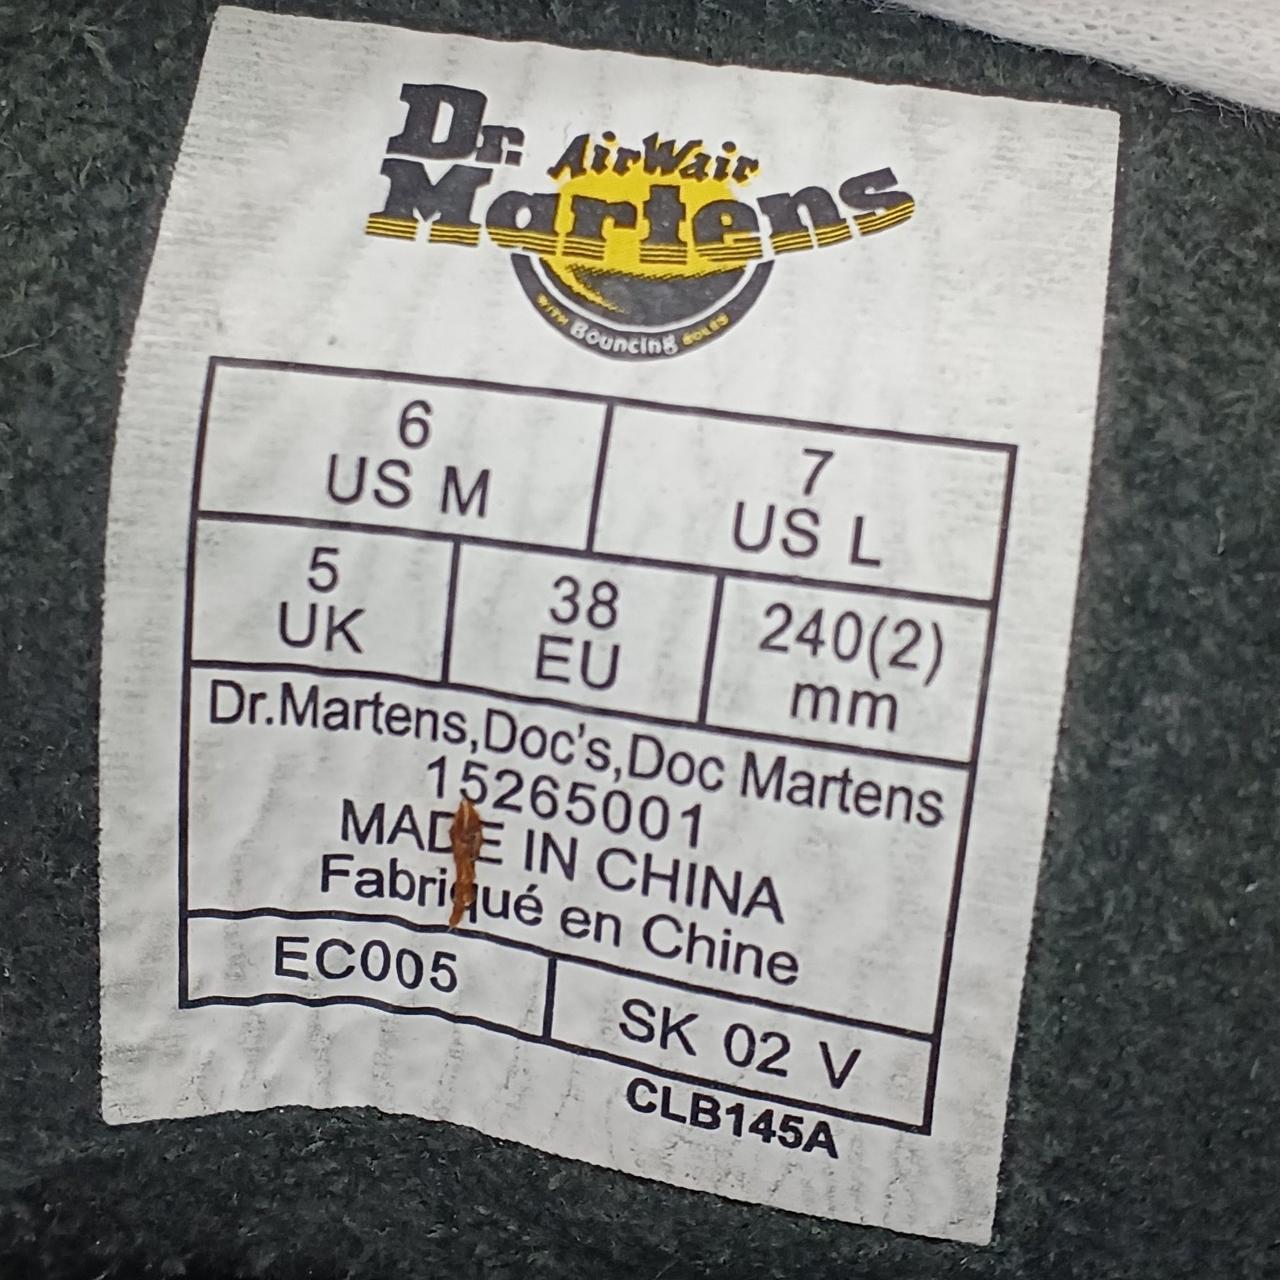 Dr. AirWair
Martens
WITH Bouncing SOLES
6
US M
7
US L
5
UK
38
EU
240(2)
mm
Dr.Martens,Doc's,Doc Martens
15265001
MADE IN CHINA
Fabriqué en Chine
EC005
SK 02 V
CLB145A